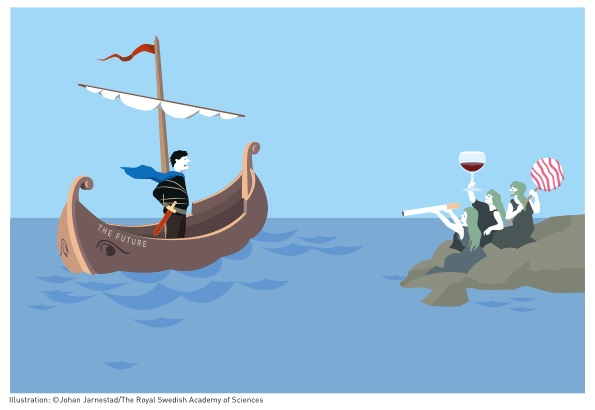 THE FUTURE
Illustration: ©Johan Jarnestad/The Royal Swedish Academy of Sciences